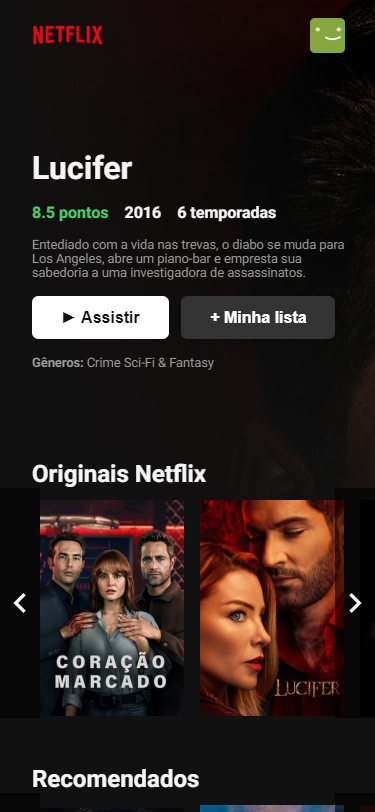 NETFLIX
Lucifer
8.5 pontos 2016 6 temporadas
Entediado com a vida nas trevas, o diabo se muda para
Los Angeles, abre um piano-bar e empresta sua
sabedoria a uma investigadora de assassinatos.
► Assistir + Minha lista
Gêneros: Crime Sci-Fi & Fantasy
Originais Netflix
CORAÇÃO
MARCADO
LUCIFER
Recomendados